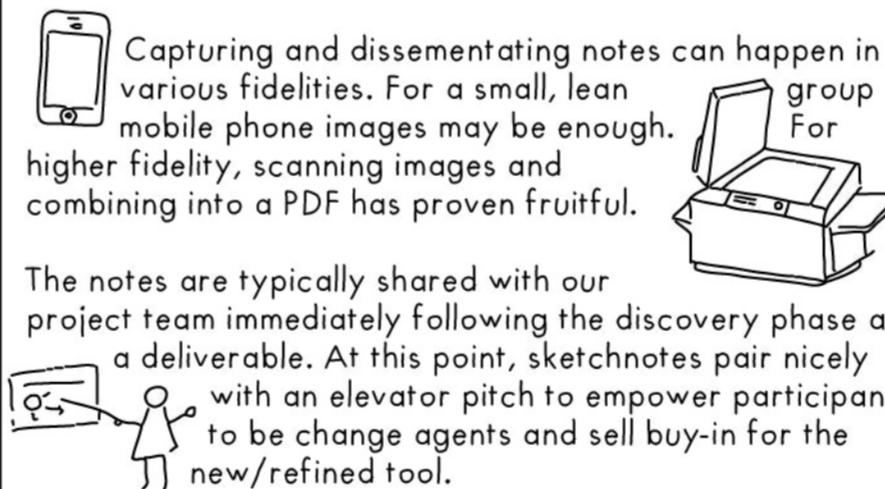 Capturing and dissementating notes can happen in
various fidelities. For a small, lean group
mobile phone images may be enough. For
higher fidelity, scanning images and
combining into a PDF has proven fruitful.
The notes are typically shared with our
project team immediately following the discovery phase a
a deliverable. At this point, sketchnotes pair nicely
with an elevator pitch to empower participan
to be change agents and sell buy-in for the
new/refined tool.